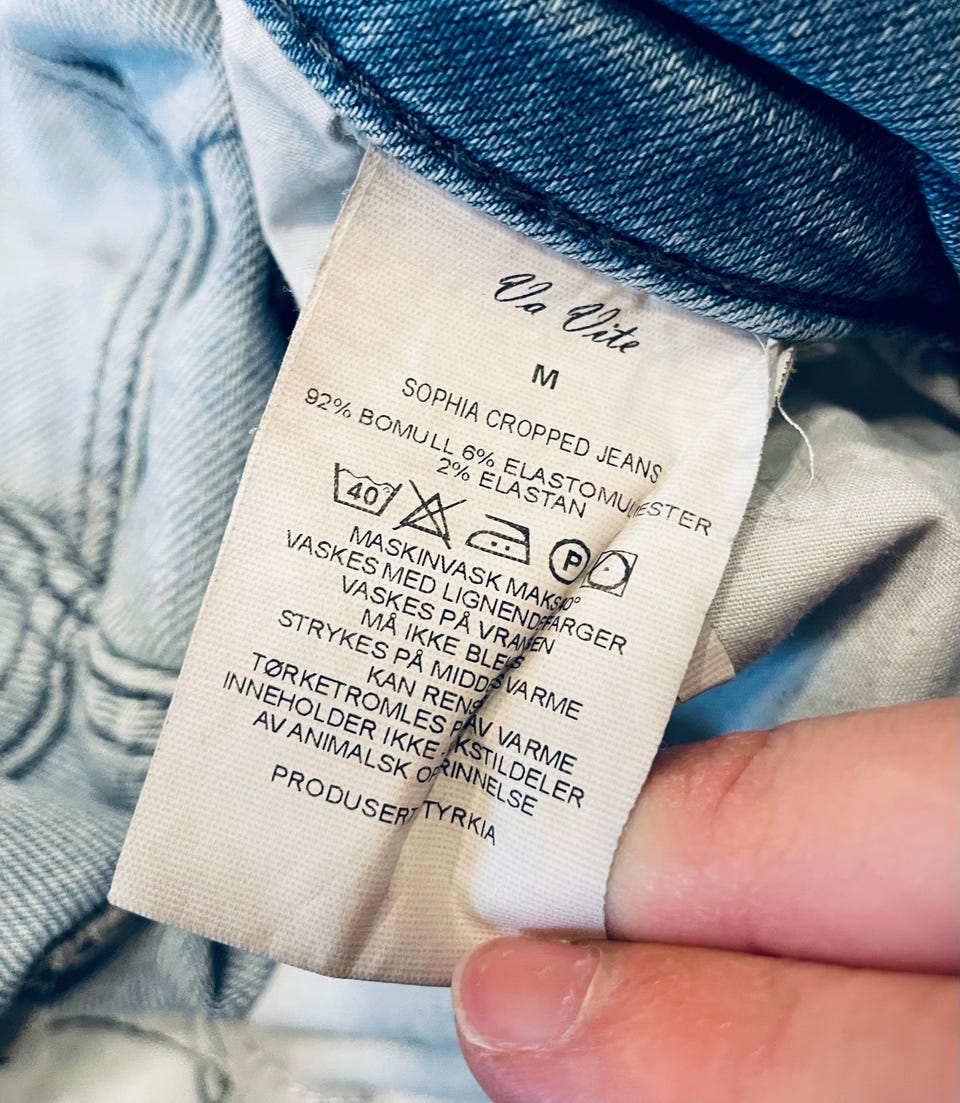 Va Vite
M
SOPHIA CROPPED JEANS
92% BOMULL 6% ELASTOMULTIESTER
2% ELASTAN
40 P
MASKINVASK MAKS 40°
VASKES MED LIGNENDE FARGER
VASKES PÅ VRANGEN
MÅ IKKE BLEKES
STRYKES PÅ MIDDELS VARME
KAN RENSES
TØRKETROMLES PÅ LAV VARME
INNEHOLDER IKKE TEKSTILDELER
AV ANIMALSK OPRINNELSE
PRODUSERT I TYRKIA